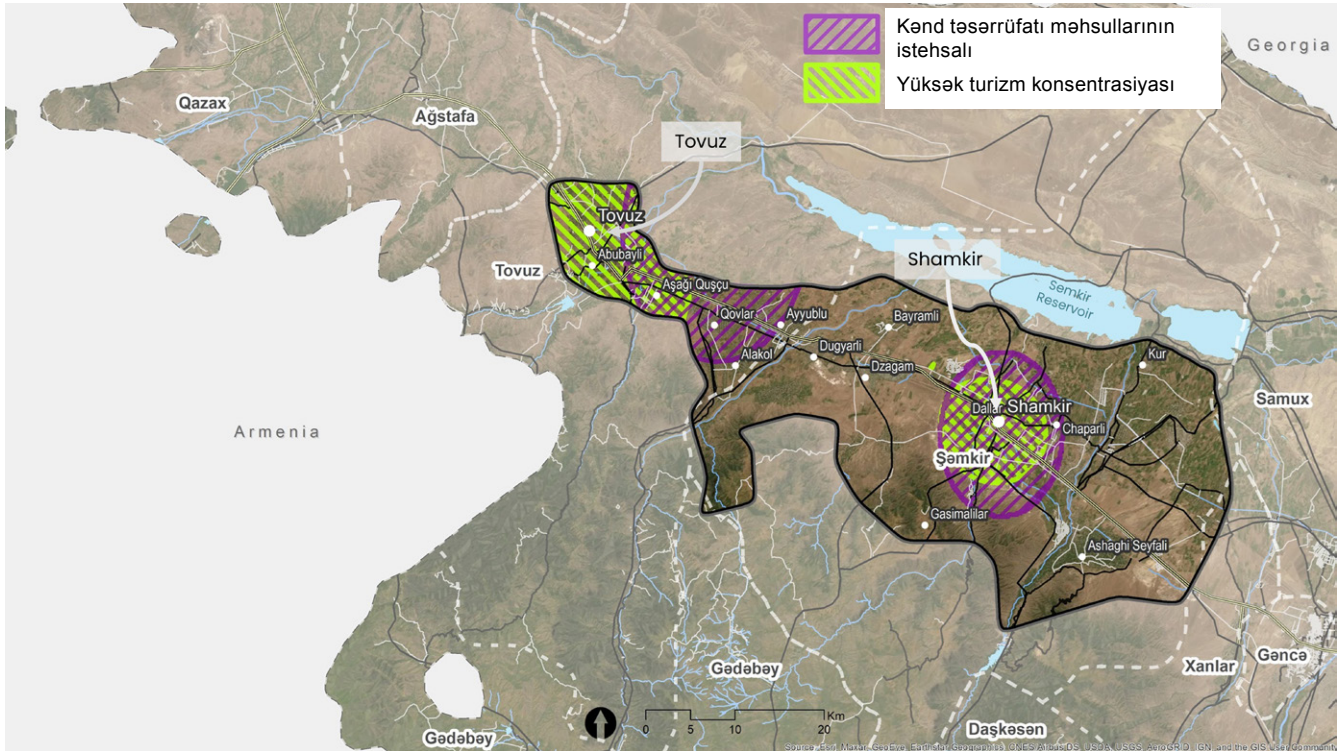 Kənd təsərrüfatı məhsullarının
istehsalı
Yüksək turizm konsentrasiyası
Georgia
Qazax
Ağstafa
Tovuz
Tovuz
Abubayli
Tovuz
Aşağı Quşçu
Shamkir
Semkir
Reservoir
Qovlar
Ayyublu
Bayramli
Alakol
Dugyarli
Dzagam
Kur
Dallar
Shamkir
Samux
Chaparli
Armenia
Şəmkir
Gasimalilar
Ashaghi Seyfali
Gədəbəy
Xanlar
Gəncə
Km
0 5 10 20
Daşkəsən
Gədəbəy